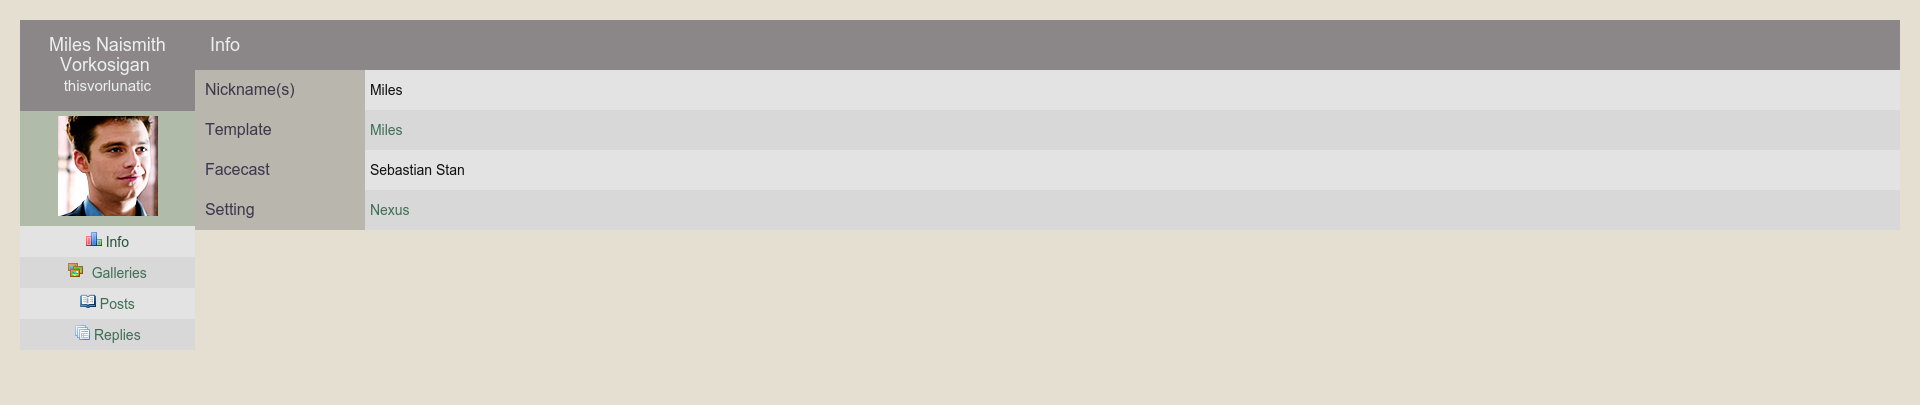 Miles Naismith
Vorkosigan
thisvorlunatic
Info
Galleries
Posts
Replies
Info
Nickname(s) Miles
Template Miles
Facecast Sebastian Stan
Setting Nexus